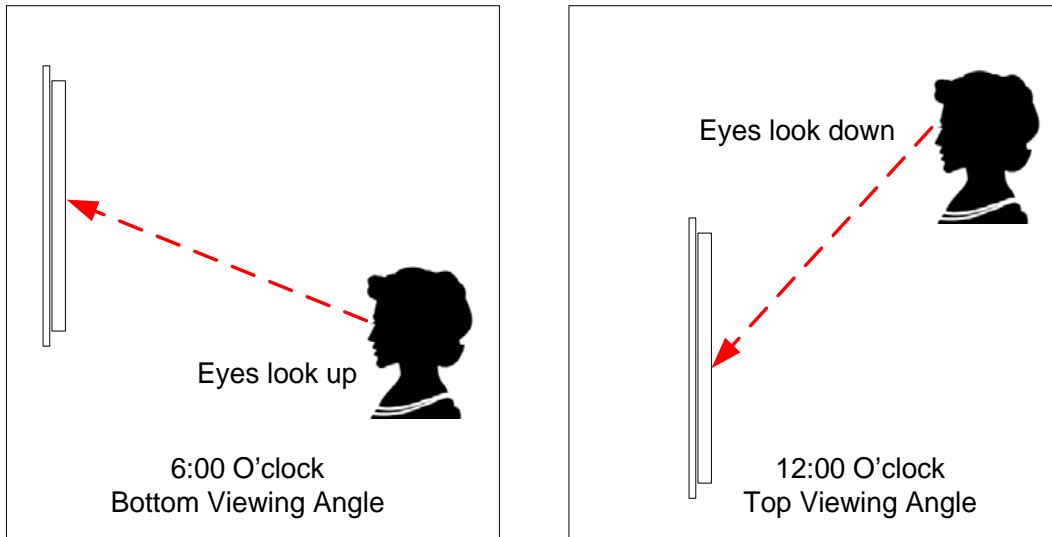 Eyes look up
6:00 O'clock
Bottom Viewing Angle
Eyes look down
12:00 O'clock
Top Viewing Angle